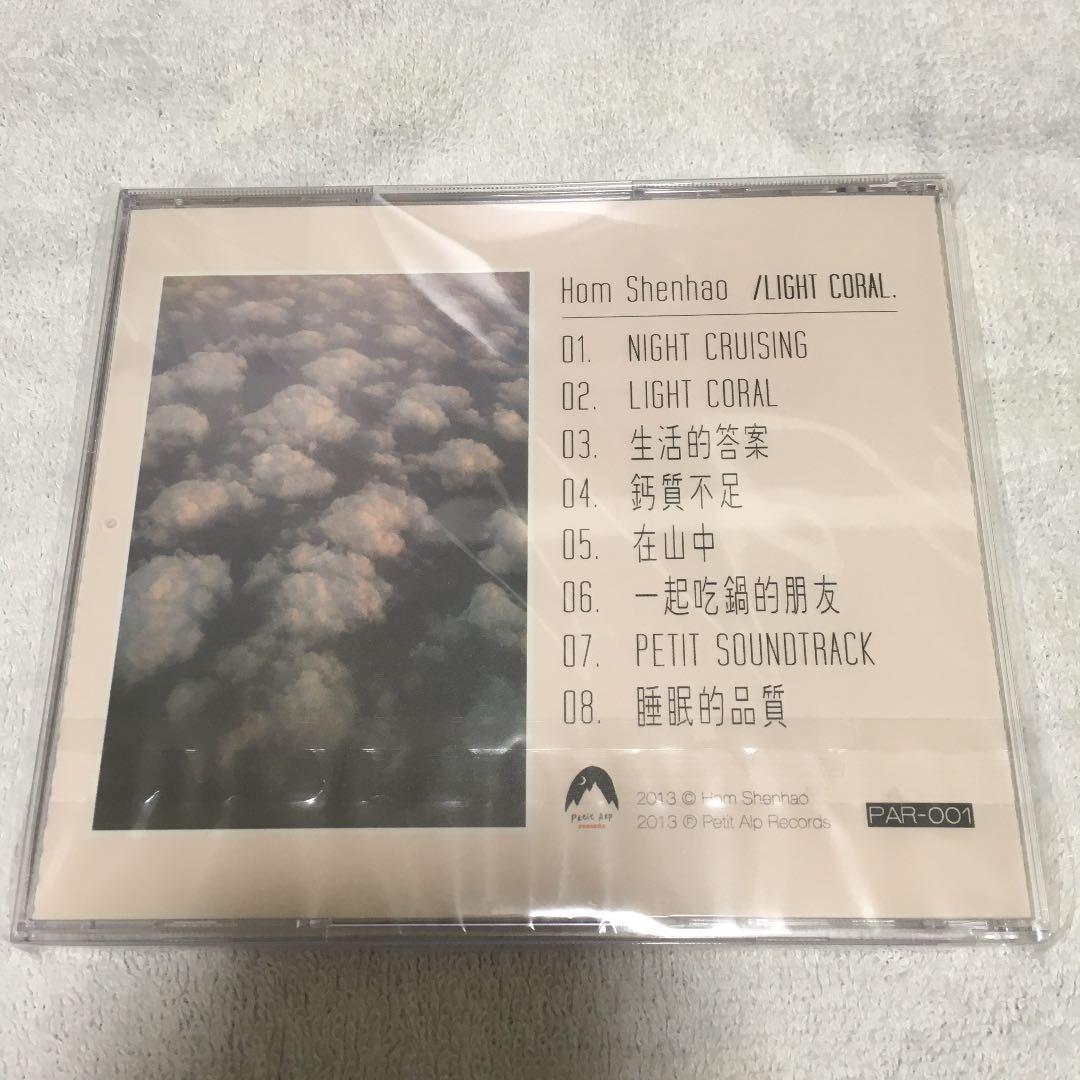 Hom Shenhao /LIGHT CORAL.
01. NIGHT CRUISING
02. LIGHT CORAL
03. 生活的答案
04. 鈣質不足
05. 在山中
06. 一起吃鍋的朋友
07. PETIT SOUNDTRACK
08. 睡眠的品質
Petit Alp
RECORDS
2013 © Hom Shenhao
2013 ℗ Petit Alp Records
PAR-001